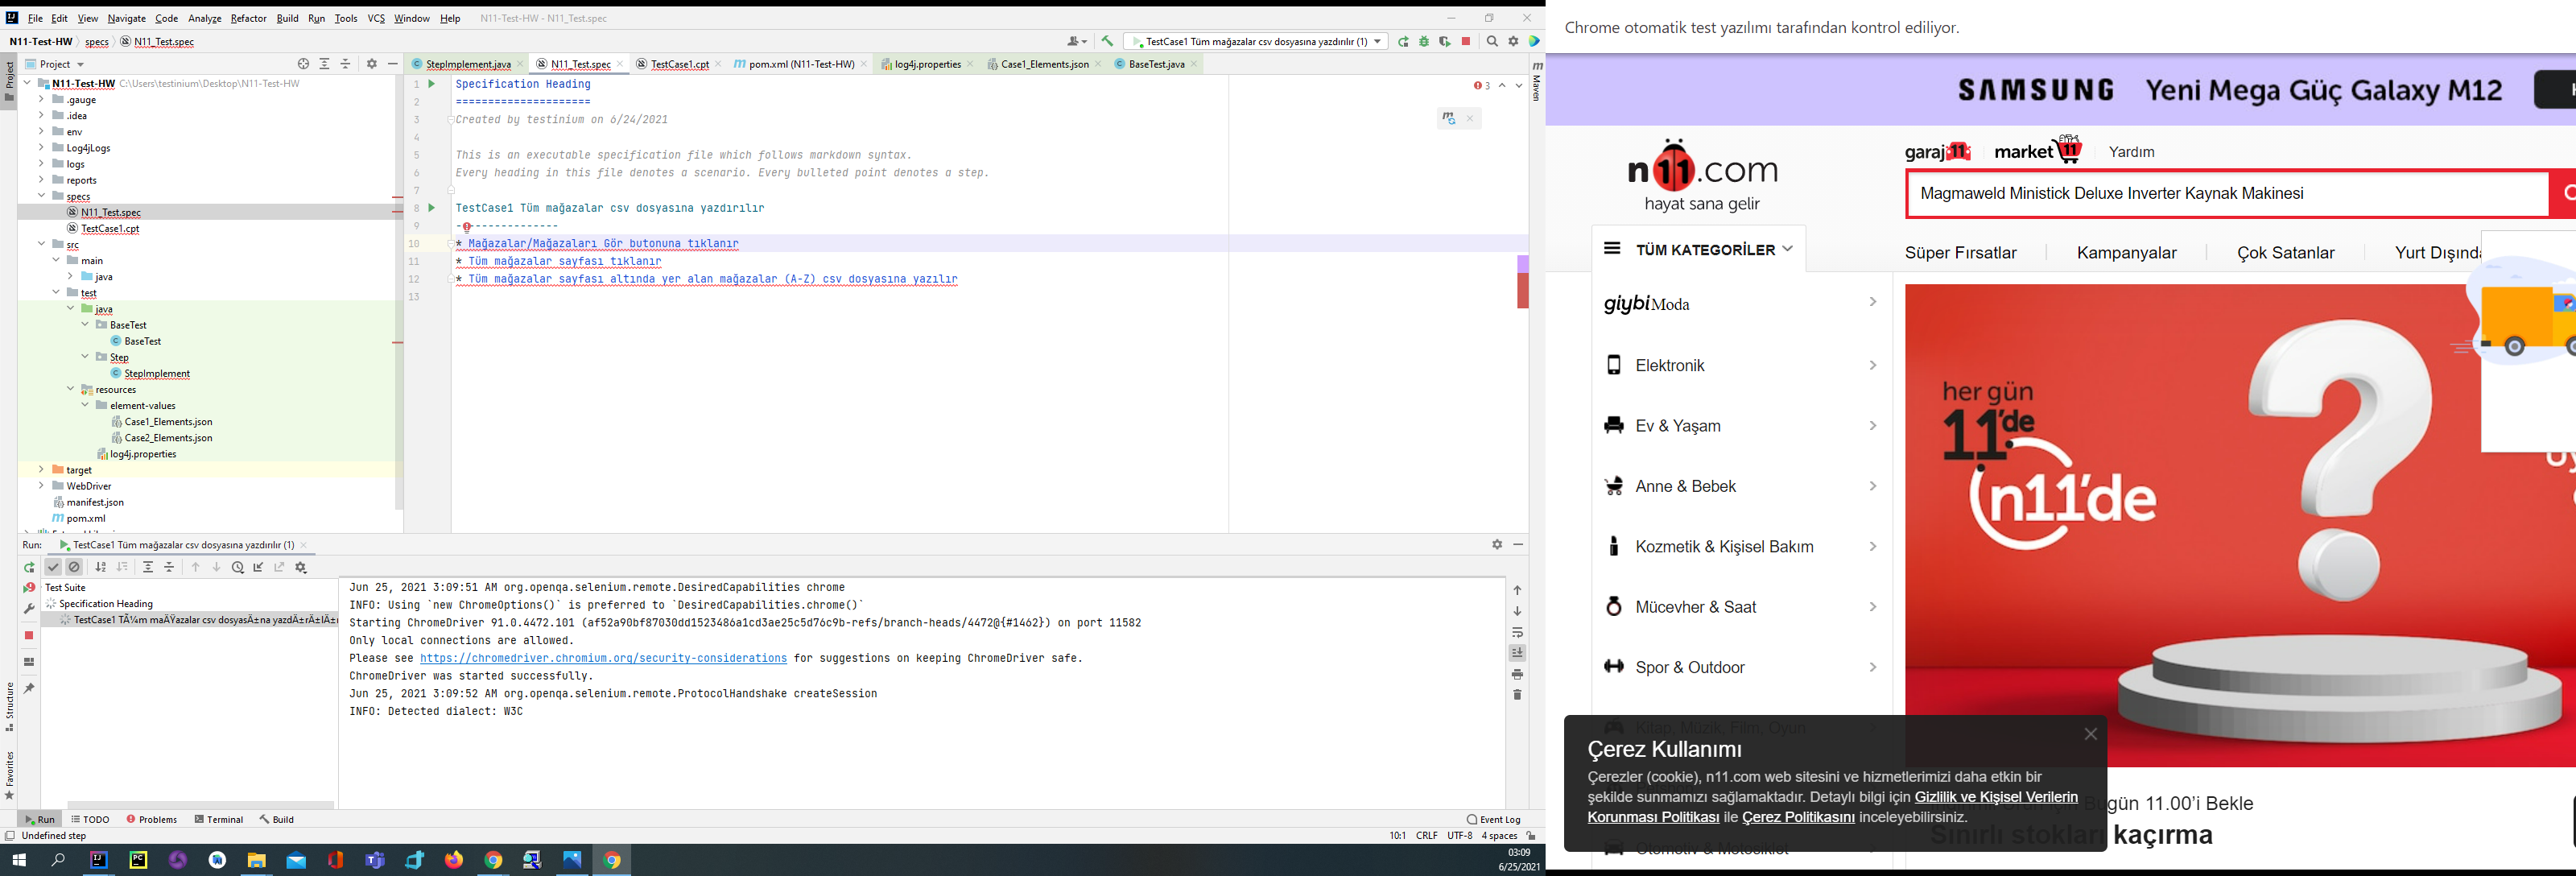 File Edit View Navigate Code Analyze Refactor Build Run Tools VCS Window Help N11-Test-HW - N11_Test.spec
N11-Test-HW specs N11_Test.spec
TestCase1 Tüm mağazalar csv dosyasına yazdırılır (1)
Project
StepImplement.java N11_Test.spec TestCase1.cpt pom.xml (N11-Test-HW) log4j.properties Case1_Elements.json BaseTest.java
Project
Maven
N11-Test-HW C:\Users\testinium\Desktop\N11-Test-HW
.gauge
.idea
env
Log4jLogs
logs
reports
specs
N11_Test.spec
TestCase1.cpt
src
main
java
test
java
BaseTest
BaseTest
Step
StepImplement
resources
element-values
Case1_Elements.json
Case2_Elements.json
log4j.properties
target
WebDriver
manifest.json
pom.xml
3
1 Specification Heading
2 =====================
3 Created by testinium on 6/24/2021
4
5 This is an executable specification file which follows markdown syntax.
6 Every heading in this file denotes a scenario. Every bulleted point denotes a step.
7
8 TestCase1 Tüm mağazalar csv dosyasına yazdırılır
9 ----------------
10 * Mağazalar/Mağazaları Gör butonuna tıklanır
11 * Tüm mağazalar sayfası tıklanır
12 * Tüm mağazalar sayfası altında yer alan mağazalar (A-Z) csv dosyasına yazılır
13
Run: TestCase1 Tüm mağazalar csv dosyasına yazdırılır (1)
Test Suite
Specification Heading
TestCase1 TÃ¼m maÄŸazalar csv dosyasÄ±na yazdÄ±rÄ±lÄ±r
Jun 25, 2021 3:09:51 AM org.openqa.selenium.remote.DesiredCapabilities chrome
INFO: Using `new ChromeOptions()` is preferred to `DesiredCapabilities.chrome()`
Starting ChromeDriver 91.0.4472.101 (af52a90bf87030dd1523486a1cd3ae25c5d76c9b-refs/branch-heads/4472@{#1462}) on port 11582
Only local connections are allowed.
Please see https://chromedriver.chromium.org/security-considerations for suggestions on keeping ChromeDriver safe.
ChromeDriver was started successfully.
Jun 25, 2021 3:09:52 AM org.openqa.selenium.remote.ProtocolHandshake createSession
INFO: Detected dialect: W3C
Structure
Favorites
Run TODO Problems Terminal Build Event Log
Undefined step 10:1 CRLF UTF-8 4 spaces
03:09
6/25/2021
Chrome otomatik test yazılımı tarafından kontrol ediliyor.
SAMSUNG Yeni Mega Güç Galaxy M12
n11.com
hayat sana gelir
garaj11 market11 Yardım
Magmaweld Ministick Deluxe Inverter Kaynak Makinesi
TÜM KATEGORİLER
Süper Fırsatlar Kampanyalar Çok Satanlar Yurt Dışında
giybiModa
Elektronik
Ev & Yaşam
Anne & Bebek
Kozmetik & Kişisel Bakım
Mücevher & Saat
Spor & Outdoor
Kitap, Müzik, Film, Oyun
Otomotiv & Motosiklet
her gün
11'de
n11'de
Çerez Kullanımı
Çerezler (cookie), n11.com web sitesini ve hizmetlerimizi daha etkin bir
şekilde sunmamızı sağlamaktadır. Detaylı bilgi için Gizlilik ve Kişisel Verilerin
Korunması Politikası ile Çerez Politikasını inceleyebilirsiniz.
Bugün 11.00'i Bekle
Sınırlı stokları kaçırma